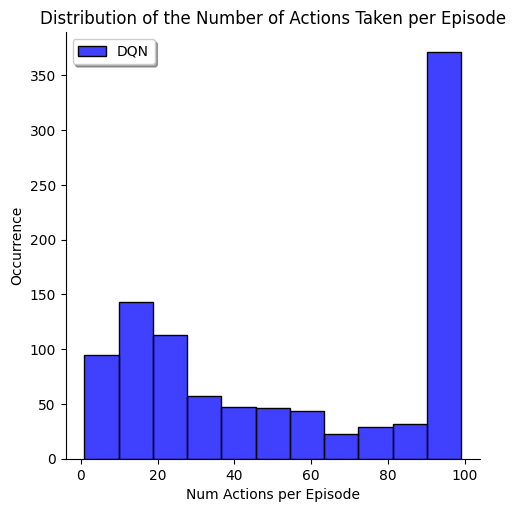 Distribution of the Number of Actions Taken per Episode
DQN
350
300
250
200
150
100
50
0
Occurrence
0 20 40 60 80 100
Num Actions per Episode